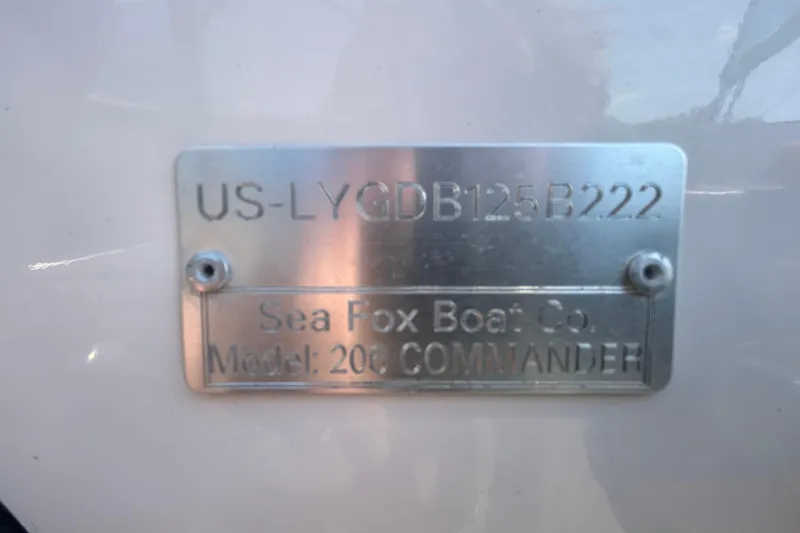 US-LYGDB125B222
Sea Fox Boat Co.
Model: 206 COMMANDER